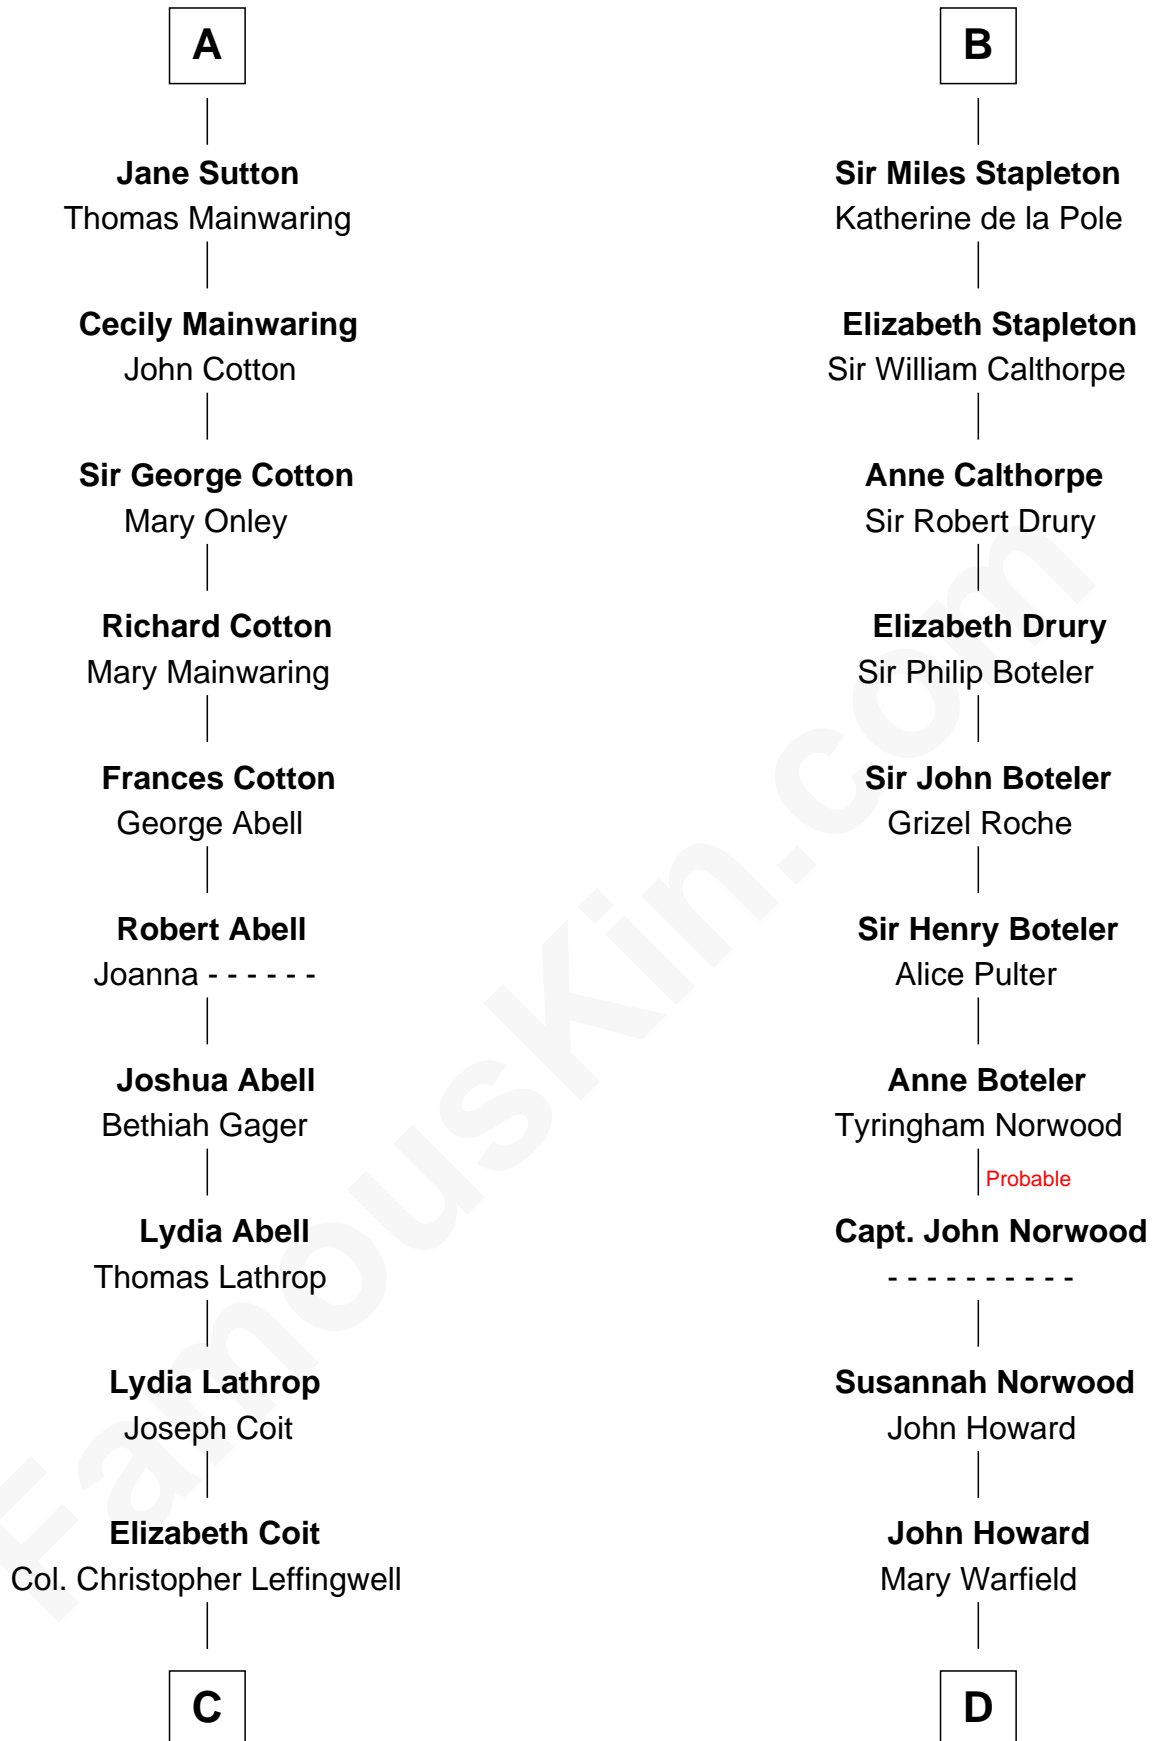 A
Jane Sutton
Thomas Mainwaring
Cecily Mainwaring
John Cotton
Sir George Cotton
Mary Onley
Richard Cotton
Mary Mainwaring
Frances Cotton
George Abell
Robert Abell
Joanna - - - - - -
Joshua Abell
Bethiah Gager
Lydia Abell
Thomas Lathrop
Lydia Lathrop
Joseph Coit
Elizabeth Coit
Col. Christopher Leffingwell
C
B
Sir Miles Stapleton
Katherine de la Pole
Elizabeth Stapleton
Sir William Calthorpe
Anne Calthorpe
Sir Robert Drury
Elizabeth Drury
Sir Philip Boteler
Sir John Boteler
Grizel Roche
Sir Henry Boteler
Alice Pulter
Anne Boteler
Tyringham Norwood
Probable
Capt. John Norwood
- - - - - - - - - -
Susannah Norwood
John Howard
John Howard
Mary Warfield
D
FamousKin.com